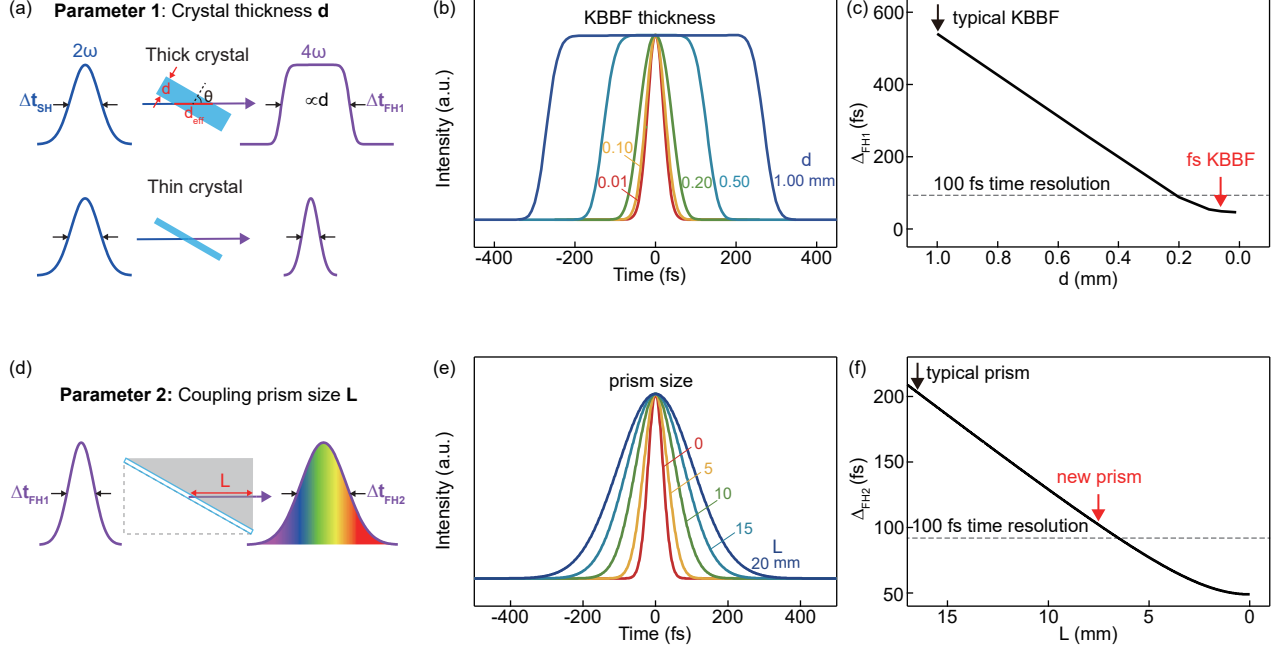 (a) Parameter 1: Crystal thickness d
2ω
Thick crystal
4ω
Δt_SH
d
θ
d_eff
∝d
Δt_FH1
Thin crystal
(b)
KBBF thickness
Intensity (a.u.)
0.10
0.01
0.20
0.50
d
1.00 mm
-400 -200 0 200 400
Time (fs)
(c)
600
400
200
0
Δ_FH1 (fs)
typical KBBF
fs KBBF
100 fs time resolution
1.0 0.8 0.6 0.4 0.2 0.0
d (mm)
(d)
Parameter 2: Coupling prism size L
Δt_FH1
L
Δt_FH2
(e)
prism size
Intensity (a.u.)
0
5
10
15
L
20 mm
-400 -200 0 200 400
Time (fs)
(f)
200
150
100
50
Δ_FH2 (fs)
typical prism
new prism
100 fs time resolution
15 10 5 0
L (mm)